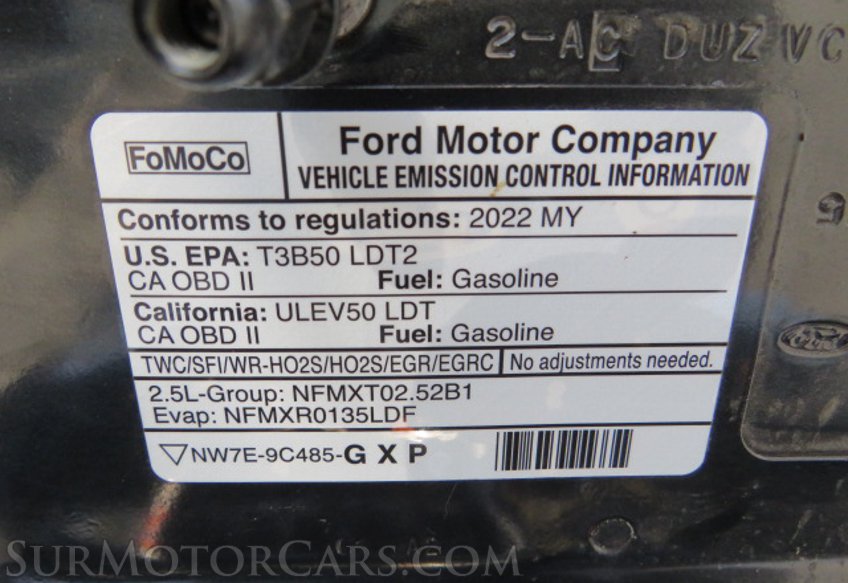 2-AC DUZ VC
FoMoCo
Ford Motor Company
VEHICLE EMISSION CONTROL INFORMATION
Conforms to regulations: 2022 MY
U.S. EPA: T3B50 LDT2
CA OBD II Fuel: Gasoline
California: ULEV50 LDT
CA OBD II Fuel: Gasoline
TWC/SFI/WR-HO2S/HO2S/EGR/EGRC No adjustments needed.
2.5L-Group: NFMXT02.52B1
Evap: NFMXR0135LDF
NW7E-9C485-G X P
Ford
SurMotorCars.com